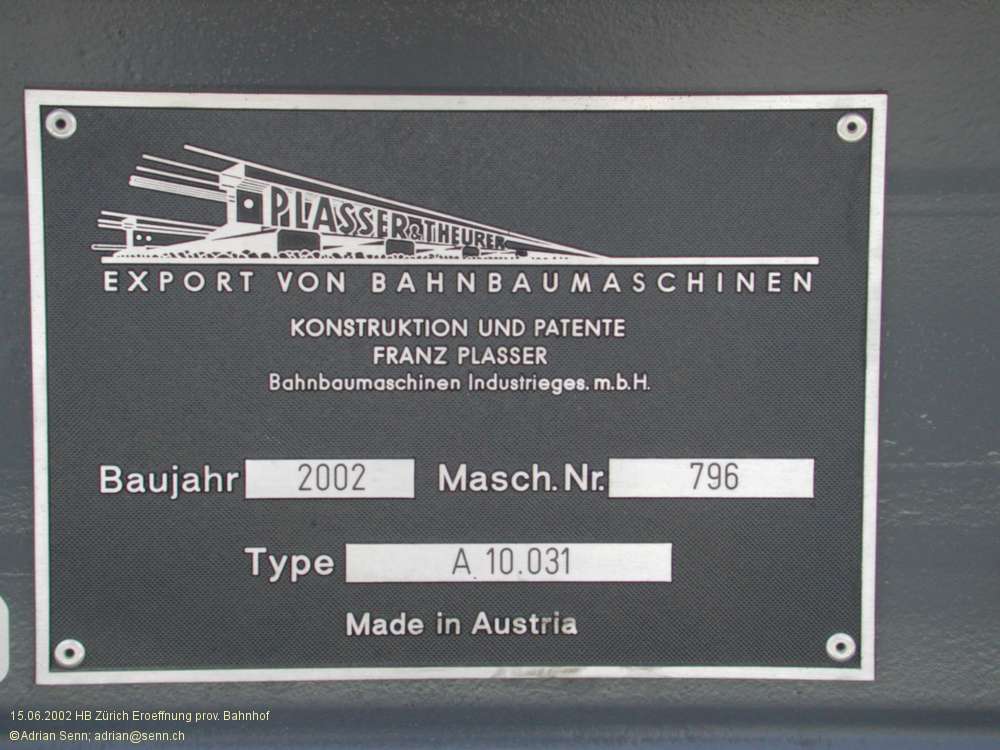 PLASSER & THEURER
EXPORT VON BAHNBAUMASCHINEN
KONSTRUKTION UND PATENTE
FRANZ PLASSER
Bahnbaumaschinen Industrieges. m. b. H.
Baujahr 2002 Masch. Nr. 796
Type A 10.031
Made in Austria
15.06.2002 HB Zürich Eroeffnung prov. Bahnhof
©Adrian Senn; adrian@senn.ch